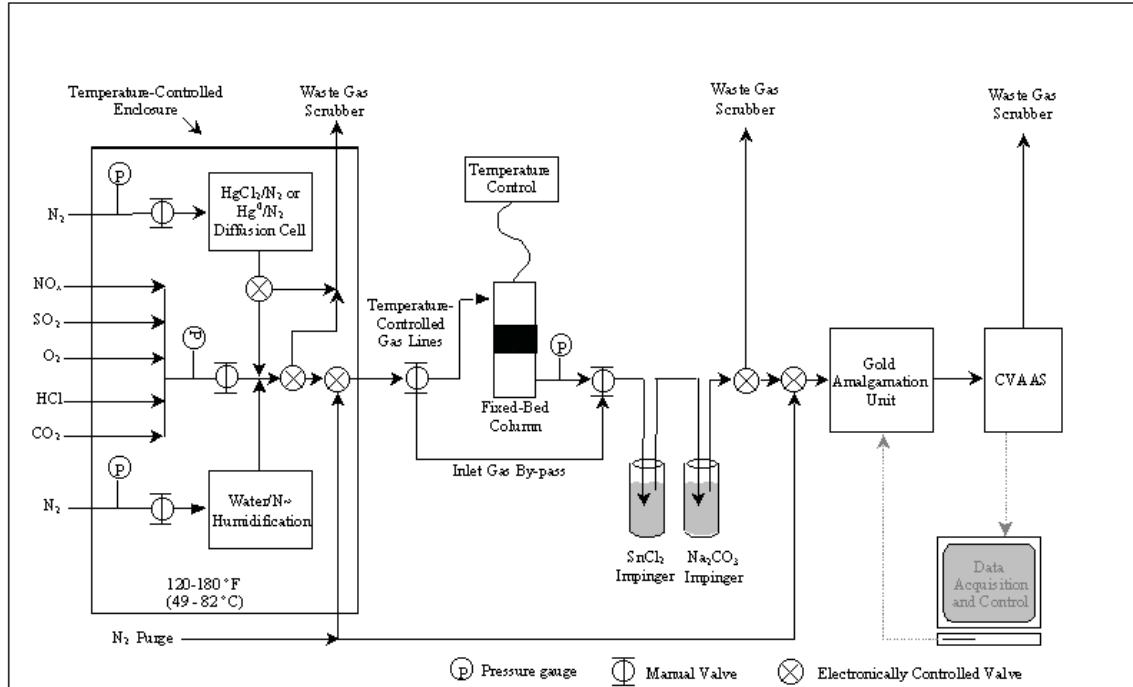 Temperature-Controlled
Enclosure
Waste Gas
Scrubber
Waste Gas
Scrubber
Waste Gas
Scrubber
P
N₂
HgCl₂/N₂ or
Hg⁰/N₂
Diffusion Cell
Temperature
Control
NOₓ
SO₂
O₂
HCl
CO₂
P
Temperature-
Controlled
Gas Lines
P
Fixed-Bed
Column
Gold
Amalgamation
Unit
CVAAS
Inlet Gas By-pass
P
N₂
Water/N₂
Humidification
SnCl₂
Impinger
Na₂CO₃
Impinger
Data
Acquisition
and Control
120-180 °F
(49 - 82 °C)
N₂ Purge
P Pressure gauge
Manual Valve
Electronically Controlled Valve